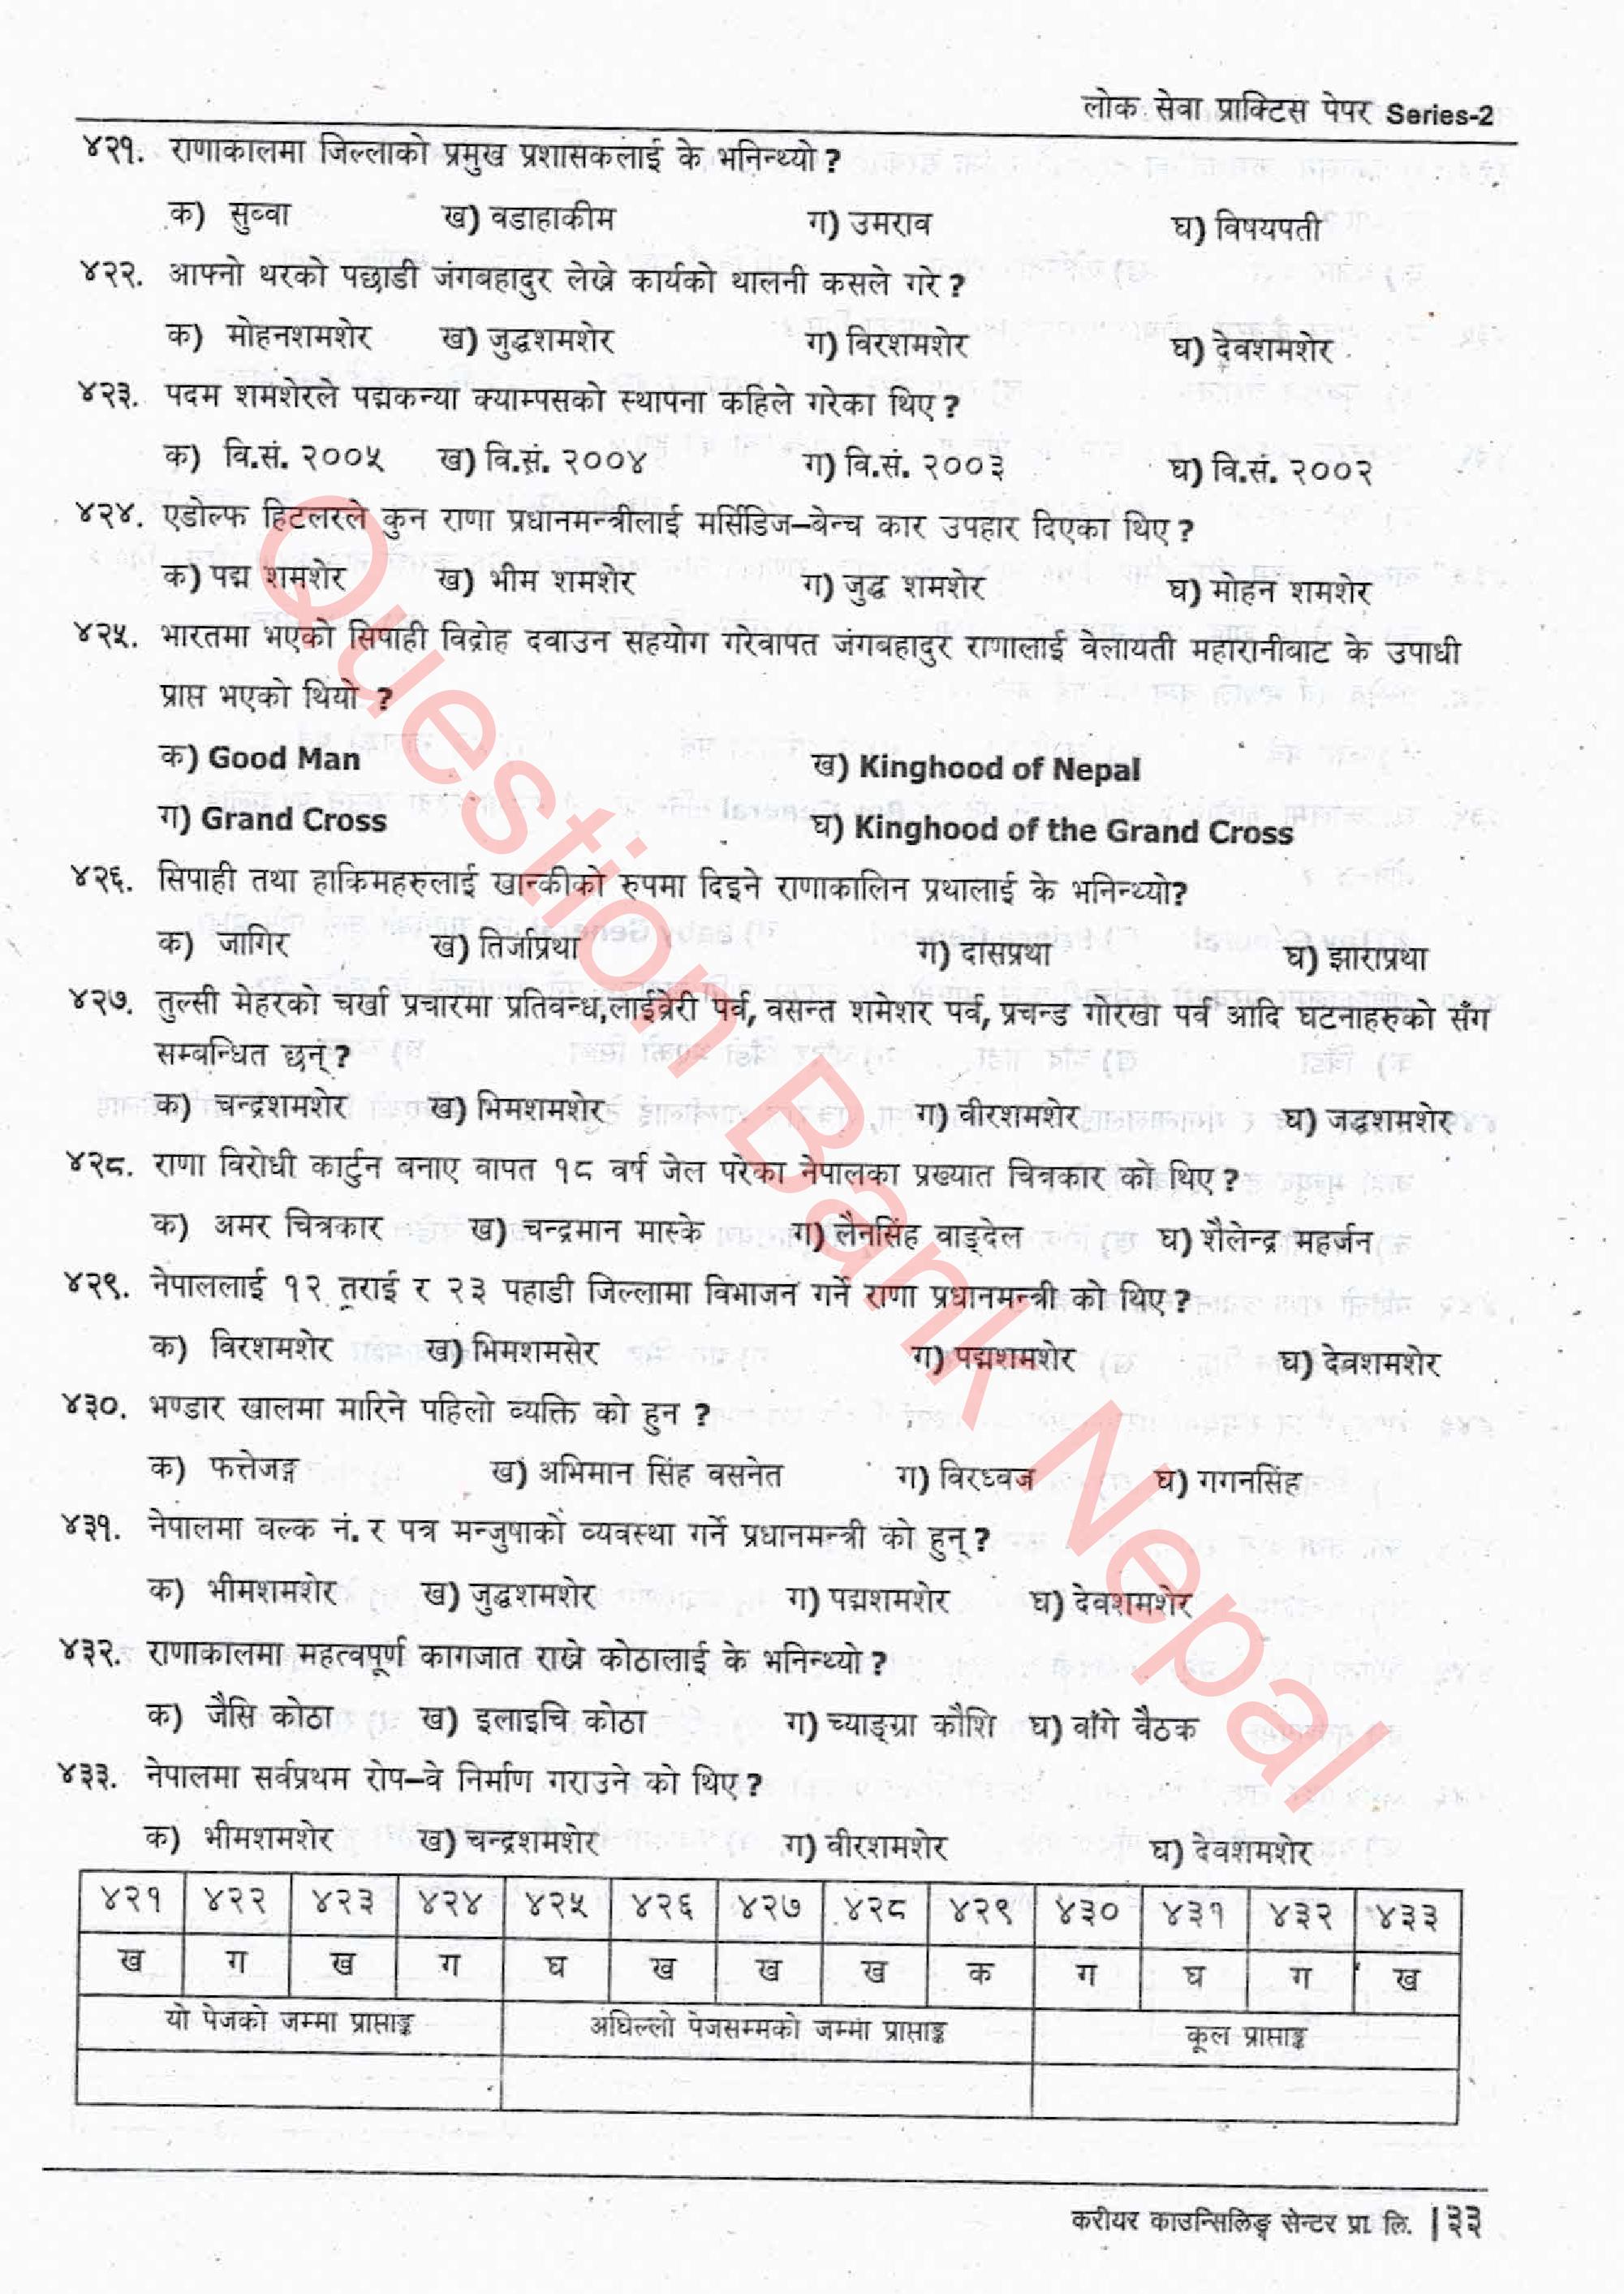 लोक सेवा प्राक्टिस पेपर Series-2
४२१. राणाकालमा जिल्लाको प्रमुख प्रशासकलाई के भनिन्थ्यो ?
क) सुव्वा ख) वडाहाकीम ग) उमराव घ) विषयपती
४२२. आफ्नो थरको पछाडी जंगबहादुर लेख्ने कार्यको थालनी कसले गरे ?
क) मोहनशमशेर ख) जुद्धशमशेर ग) विरशमशेर घ) देवशमशेर
४२३. पदम शमशेरले पद्मकन्या क्याम्पसको स्थापना कहिले गरेका थिए ?
क) वि.सं. २००५ ख) वि.सं. २००४ ग) वि.सं. २००३ घ) वि.सं. २००२
४२४. एडोल्फ हिटलरले कुन राणा प्रधानमन्त्रीलाई मर्सिडिज–बेन्च कार उपहार दिएका थिए ?
क) पद्म शमशेर ख) भीम शमशेर ग) जुद्ध शमशेर घ) मोहन शमशेर
४२५. भारतमा भएको सिपाही विद्रोह दवाउन सहयोग गरेवापत जंगबहादुर राणालाई वेलायती महारानीबाट के उपाधी
प्राप्त भएको थियो ?
क) Good Man ख) Kinghood of Nepal
ग) Grand Cross घ) Kinghood of the Grand Cross
४२६. सिपाही तथा हाकिमहरुलाई खान्कीको रुपमा दिइने राणाकालिन प्रथालाई के भनिन्थ्यो?
क) जागिर ख) तिर्जाप्रथा ग) दासप्रथा घ) झाराप्रथा
४२७. तुल्सी मेहरको चर्खा प्रचारमा प्रतिवन्ध,लाईव्रेरी पर्व, वसन्त शमेशर पर्व, प्रचन्ड गोरखा पर्व आदि घटनाहरुको सँग
सम्बन्धित छन् ?
क) चन्द्रशमशेर ख) भिमशमशेर ग) वीरशमशेर घ) जद्धशमशेर
४२८. राणा विरोधी कार्टुन बनाए वापत १८ वर्ष जेल परेका नेपालका प्रख्यात चित्रकार को थिए ?
क) अमर चित्रकार ख) चन्द्रमान मास्के ग) लैनसिंह वाङ्देल घ) शैलेन्द्र महर्जन
४२९. नेपाललाई १२ तराई र २३ पहाडी जिल्लामा विभाजन गर्ने राणा प्रधानमन्त्री को थिए ?
क) विरशमशेर ख) भिमशमसेर ग) पद्मशमशेर घ) देवशमशेर
४३०. भण्डार खालमा मारिने पहिलो व्यक्ति को हुन ?
क) फत्तेजङ्ग ख) अभिमान सिंह वसनेत ग) विरध्वज घ) गगनसिंह
४३१. नेपालमा वल्क नं. र पत्र मन्जुषाको व्यवस्था गर्ने प्रधानमन्त्री को हुन् ?
क) भीमशमशेर ख) जुद्धशमशेर ग) पद्मशमशेर घ) देवशमशेर
४३२. राणाकालमा महत्वपूर्ण कागजात राख्ने कोठालाई के भनिन्थ्यो ?
क) जैसि कोठा ख) इलाइचि कोठा ग) च्याङ्ग्रा कौशि घ) वाँगे वैठक
४३३. नेपालमा सर्वप्रथम रोप–वे निर्माण गराउने को थिए ?
क) भीमशमशेर ख) चन्द्रशमशेर ग) वीरशमशेर घ) देवशमशेर
४२१ ४२२ ४२३ ४२४ ४२५ ४२६ ४२७ ४२८ ४२९ ४३० ४३१ ४३२ ४३३
ख ग ख ग घ ख ख ख क ग घ ग ख
यो पेजको जम्मा प्राप्ताङ्क अघिल्लो पेजसम्मको जम्मा प्राप्ताङ्क कूल प्राप्ताङ्क
करीयर काउन्सिलिङ्ग सेन्टर प्रा. लि. | ३३
Question Bank Nepal